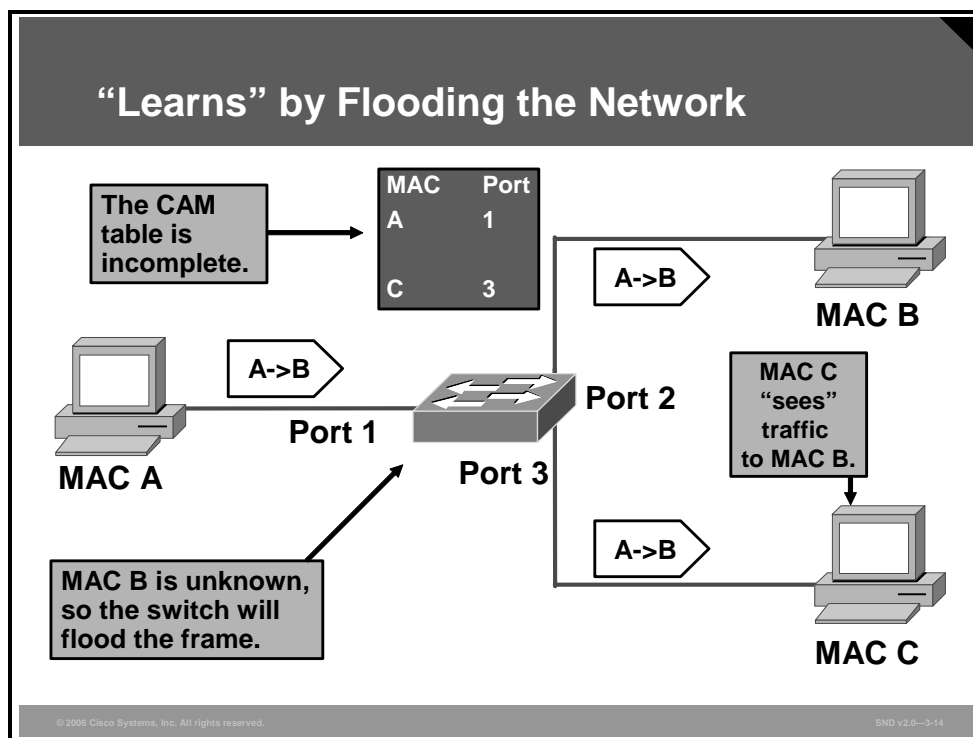 “Learns” by Flooding the Network
The CAM
table is
incomplete.
MAC Port
A 1
C 3
A->B
MAC B
A->B
MAC A
Port 1
Port 2
Port 3
MAC C
“sees”
traffic
to MAC B.
A->B
MAC B is unknown,
so the switch will
flood the frame.
MAC C
© 2006 Cisco Systems, Inc. All rights reserved.
SND v2.0—3-14